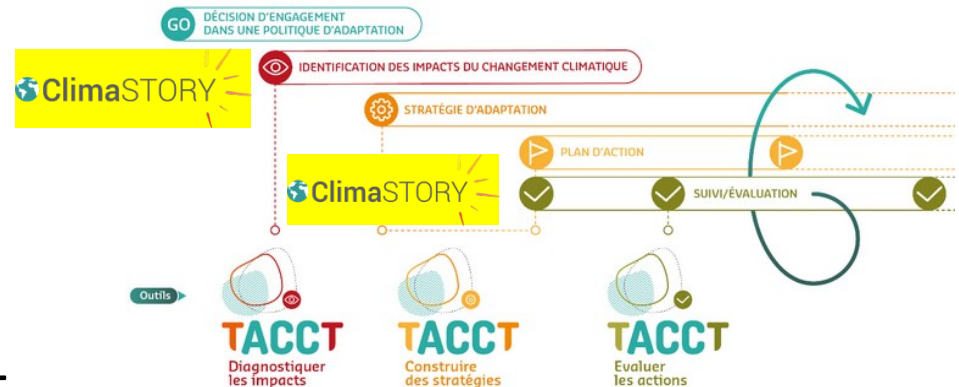 GO
DÉCISION D'ENGAGEMENT
DANS UNE POLITIQUE D'ADAPTATION
IDENTIFICATION DES IMPACTS DU CHANGEMENT CLIMATIQUE
ClimaSTORY
STRATÉGIE D'ADAPTATION
PLAN D'ACTION
ClimaSTORY
SUIVI/ÉVALUATION
Outils
TACCT
Diagnostiquer
les impacts
TACCT
Construire
des stratégies
TACCT
Evaluer
les actions